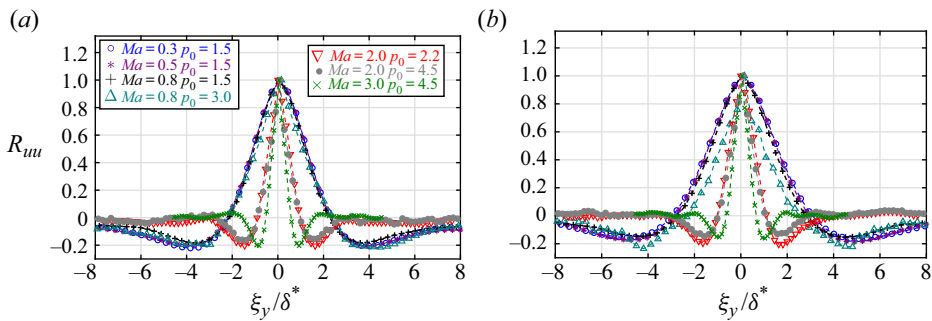 (a)
(b)
Ma = 0.3 p0 = 1.5
Ma = 0.5 p0 = 1.5
Ma = 0.8 p0 = 1.5
Ma = 0.8 p0 = 3.0
Ma = 2.0 p0 = 2.2
Ma = 2.0 p0 = 4.5
Ma = 3.0 p0 = 4.5
Ruu
1.2
1.0
0.8
0.6
0.4
0.2
0
−0.2
−8 −6 −4 −2 0 2 4 6 8
ξy/δ*
1.2
1.0
0.8
0.6
0.4
0.2
0
−0.2
−8 −6 −4 −2 0 2 4 6 8
ξy/δ*